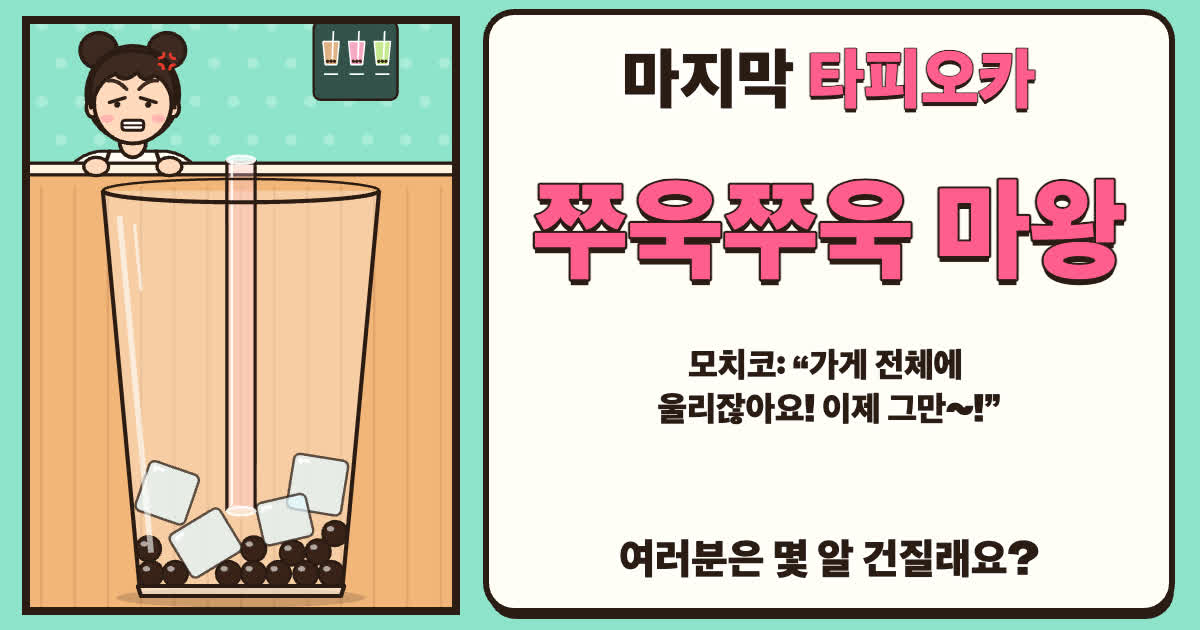 마지막 타피오카
쭈욱쭈욱 마왕
모치코: “가게 전체에
울리잖아요! 이제 그만~!”
여러분은 몇 알 건질래요?